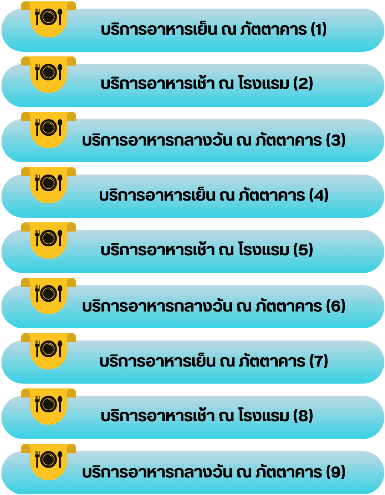 บริการอาหารเย็น ณ ภัตตาคาร (1)
บริการอาหารเช้า ณ โรงแรม (2)
บริการอาหารกลางวัน ณ ภัตตาคาร (3)
บริการอาหารเย็น ณ ภัตตาคาร (4)
บริการอาหารเช้า ณ โรงแรม (5)
บริการอาหารกลางวัน ณ ภัตตาคาร (6)
บริการอาหารเย็น ณ ภัตตาคาร (7)
บริการอาหารเช้า ณ โรงแรม (8)
บริการอาหารกลางวัน ณ ภัตตาคาร (9)